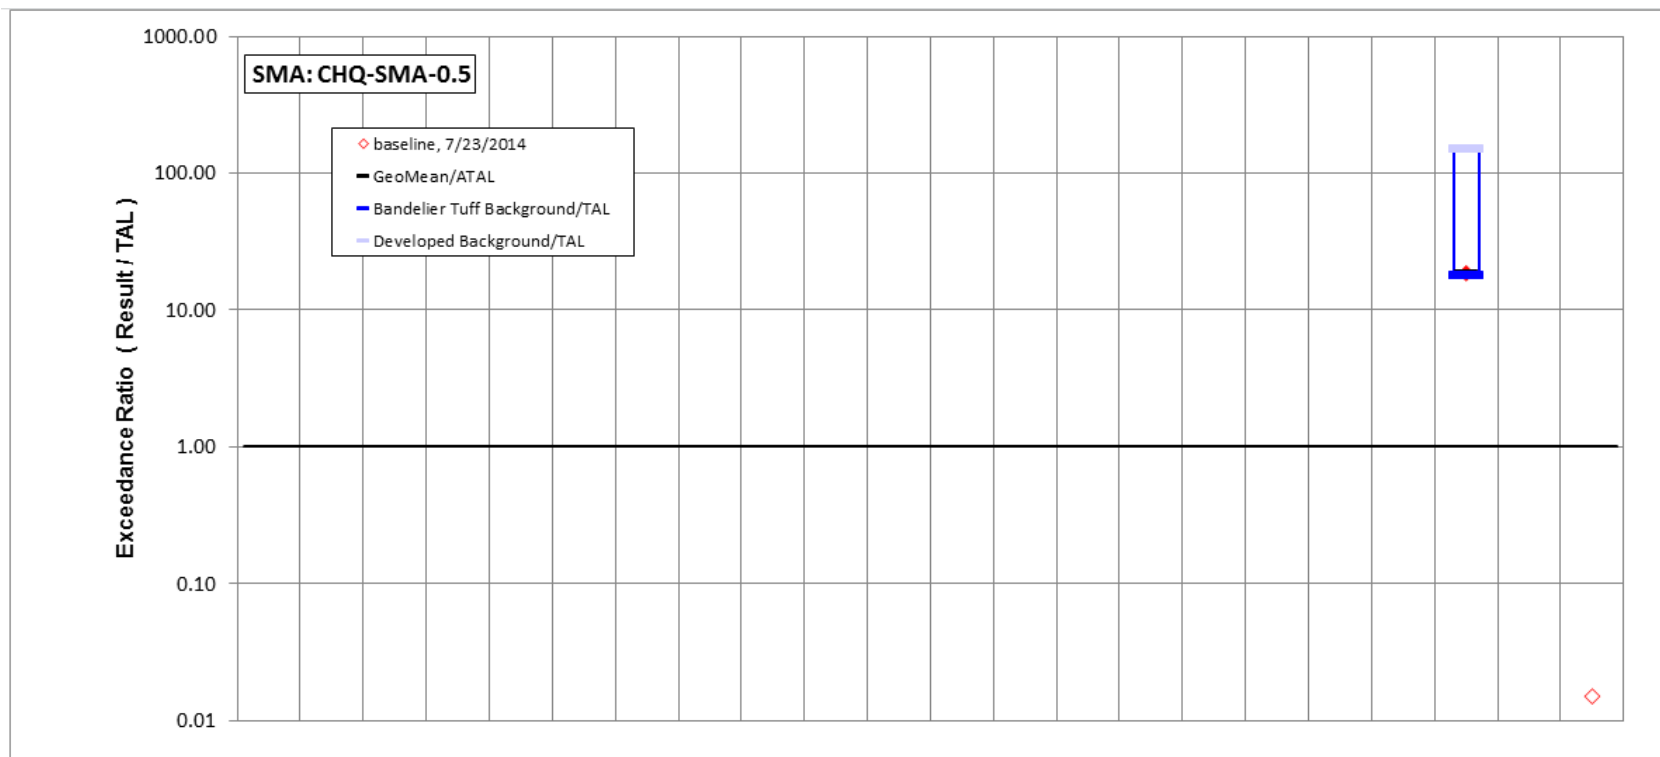 1000.00
SMA: CHQ-SMA-0.5
baseline, 7/23/2014
GeoMean/ATAL
Bandelier Tuff Background/TAL
Developed Background/TAL
100.00
10.00
1.00
0.10
0.01
Exceedance Ratio ( Result / TAL )